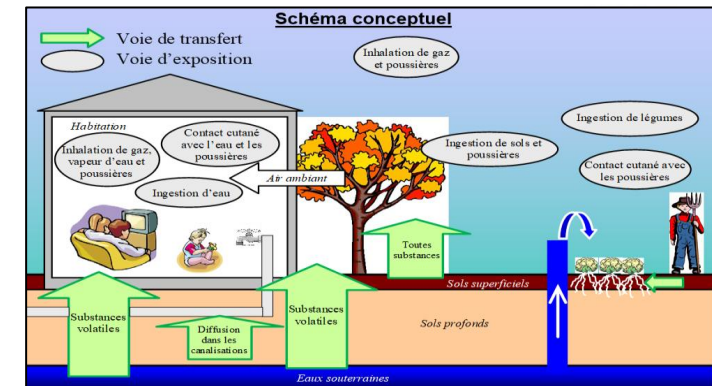 Schéma conceptuel
Voie de transfert
Voie d'exposition
Inhalation de gaz
et poussières
Habitation
Inhalation de gaz,
vapeur d'eau et
poussières
Contact cutané
avec l'eau et les
poussières
Ingestion d'eau
Air ambiant
Ingestion de sols et
poussières
Ingestion de légumes
Contact cutané avec
les poussières
Toutes
substances
Sols superficiels
Substances
volatiles
Diffusion
dans les
canalisations
Substances
volatiles
Sols profonds
Eaux souterraines